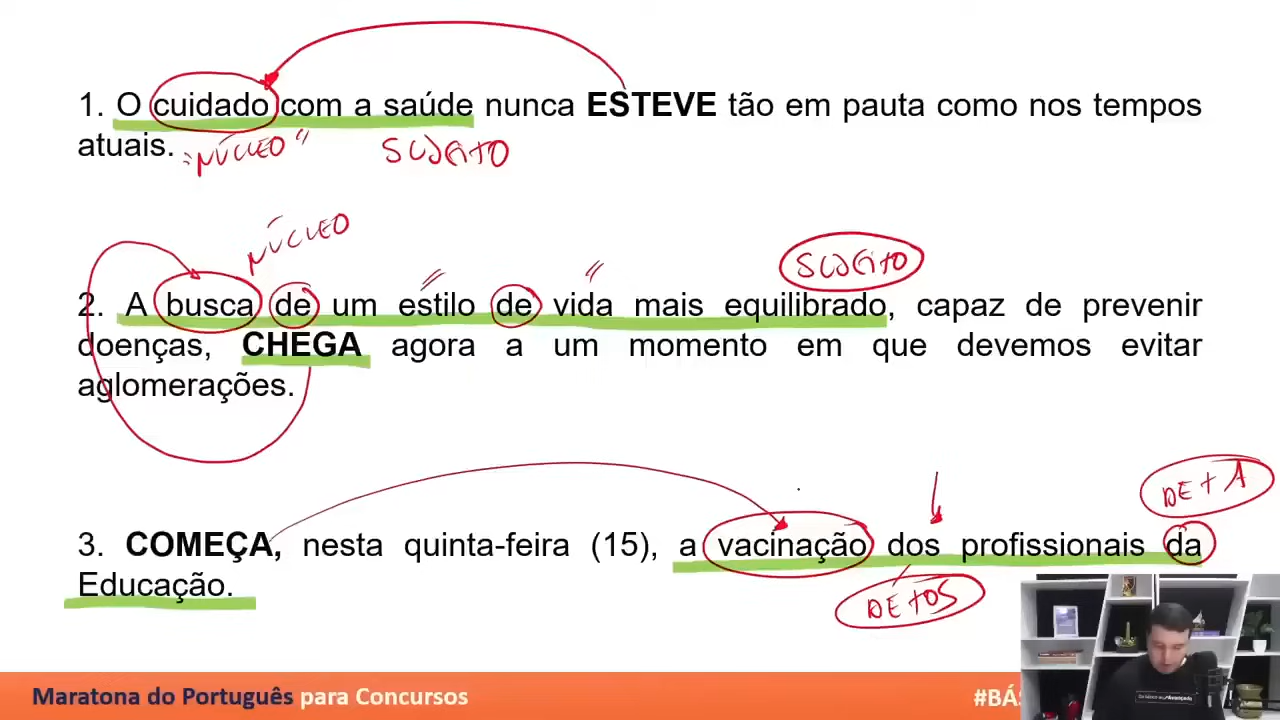 1. O cuidado com a saúde nunca ESTEVE tão em pauta como nos tempos
atuais. "NÚCLEO" SUJEITO
NÚCLEO
SUJEITO
2. A busca de um estilo de vida mais equilibrado, capaz de prevenir
doenças, CHEGA agora a um momento em que devemos evitar
aglomerações.
DE+A
3. COMEÇA, nesta quinta-feira (15), a vacinação dos profissionais da
Educação.
DE+OS
Maratona do Português para Concursos
#BÁS